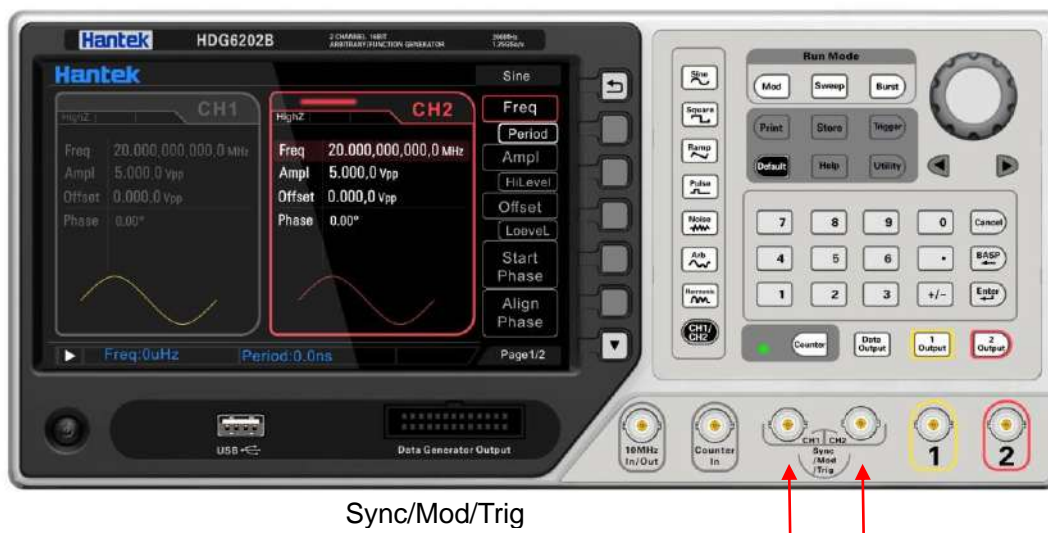 Hantek HDG6202B 2 CHANNEL 16BIT
ARBITRARY/FUNCTION GENERATOR 200MHz
1.25GSa/s
Hantek
Sine
CH1
HighZ
Freq 20.000,000,000,0 MHz
Ampl 5.000,0 Vpp
Offset 0.000,0 Vpp
Phase 0.00°
CH2
HighZ
Freq 20.000,000,000,0 MHz
Ampl 5.000,0 Vpp
Offset 0.000,0 Vpp
Phase 0.00°
Freq
Period
Ampl
HiLevel
Offset
LoeveL
Start
Phase
Align
Phase
Freq:0uHz Period:0.0ns Page1/2
Sine
Square
Ramp
Pulse
Noise
Arb
Harmonic
CH1/
CH2
Run Mode
Mod Sweep Burst
Print Store Trigger
Default Help Utility
7 8 9 0 Cancel
4 5 6 . BASP
1 2 3 +/- Enter
Counter
Data
Output
1
Output
2
Output
USB
Data Generator Output
10MHz
In/Out
Counter
In
CH1 CH2
Sync
/Mod
/Trig
1
2
Sync/Mod/Trig